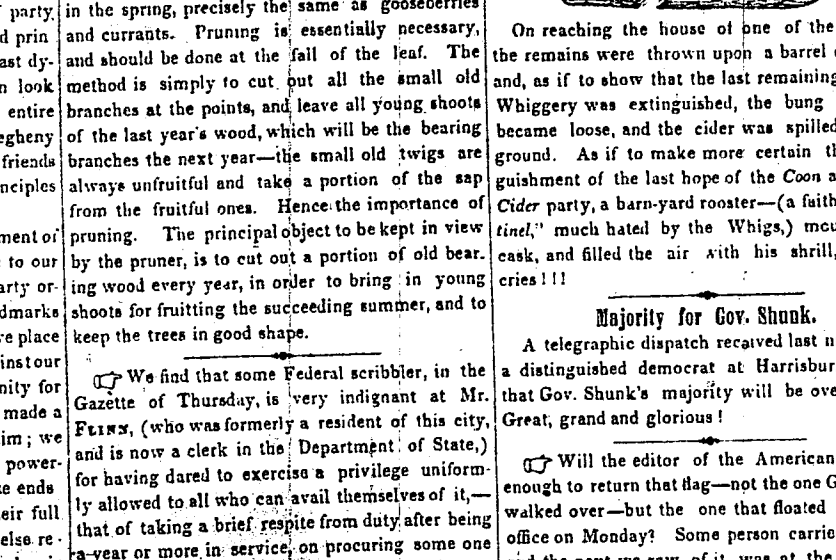 party,
d prin
ast dy-
n look
entire
egheny
friends
nciples
ment of
to our
arty or-
dmarks
re place
inst our
nity for
made a
im; we
power-
ke ends
eir full
else re-
in the spring, precisely the same as gooseberries
and currants. Pruning is essentially necessary,
and should be done at the fall of the leaf. The
method is simply to cut out all the small old
branches at the points, and leave all young shoots
of the last year's wood, which will be the bearing
branches the next year—the small old twigs are
always unfruitful and take a portion of the sap
from the fruitful ones. Hence the importance of
pruning. The principal object to be kept in view
by the pruner, is to cut out a portion of old bear-
ing wood every year, in order to bring in young
shoots for fruitting the succeeding summer, and to
keep the trees in good shape.
☞ We find that some Federal scribbler, in the
Gazette of Thursday, is very indignant at Mr.
FLINN, (who was formerly a resident of this city,
and is now a clerk in the Department of State,)
for having dared to exercise a privilege uniform-
ly allowed to all who can avail themselves of it,—
that of taking a brief respite from duty after being
a year or more in service, on procuring some one
On reaching the house of one of the
the remains were thrown upon a barrel
and, as if to show that the last remaining
Whiggery was extinguished, the bung
became loose, and the cider was spilled
ground. As if to make more certain th
guishment of the last hope of the Coon a
Cider party, a barn-yard rooster—(a faith
tinel," much hated by the Whigs,) mou
cask, and filled the air with his shrill,
cries!!!
Majority for Gov. Shunk.
A telegraphic dispatch received last n
a distinguished democrat at Harrisbur
that Gov. Shunk's majority will be ove
Great, grand and glorious!
☞ Will the editor of the American
enough to return that flag—not the one G
walked over—but the one that floated
office on Monday? Some person carrie